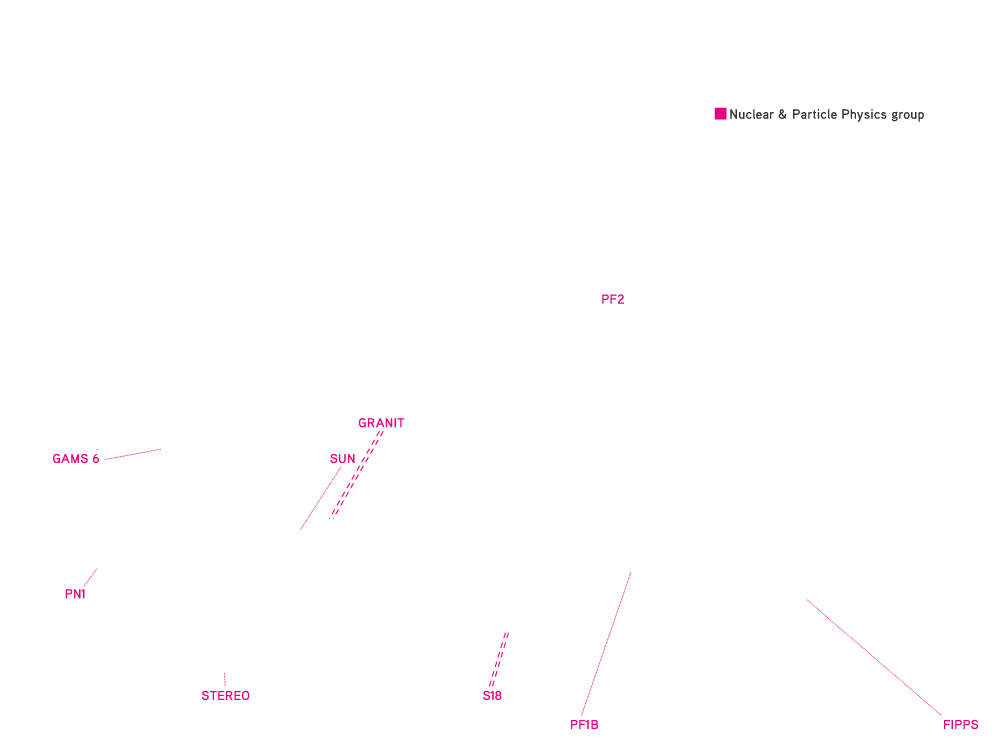 Nuclear & Particle Physics group
PF2
GRANIT
GAMS 6
SUN
PN1
STEREO
S18
PF1B
FIPPS